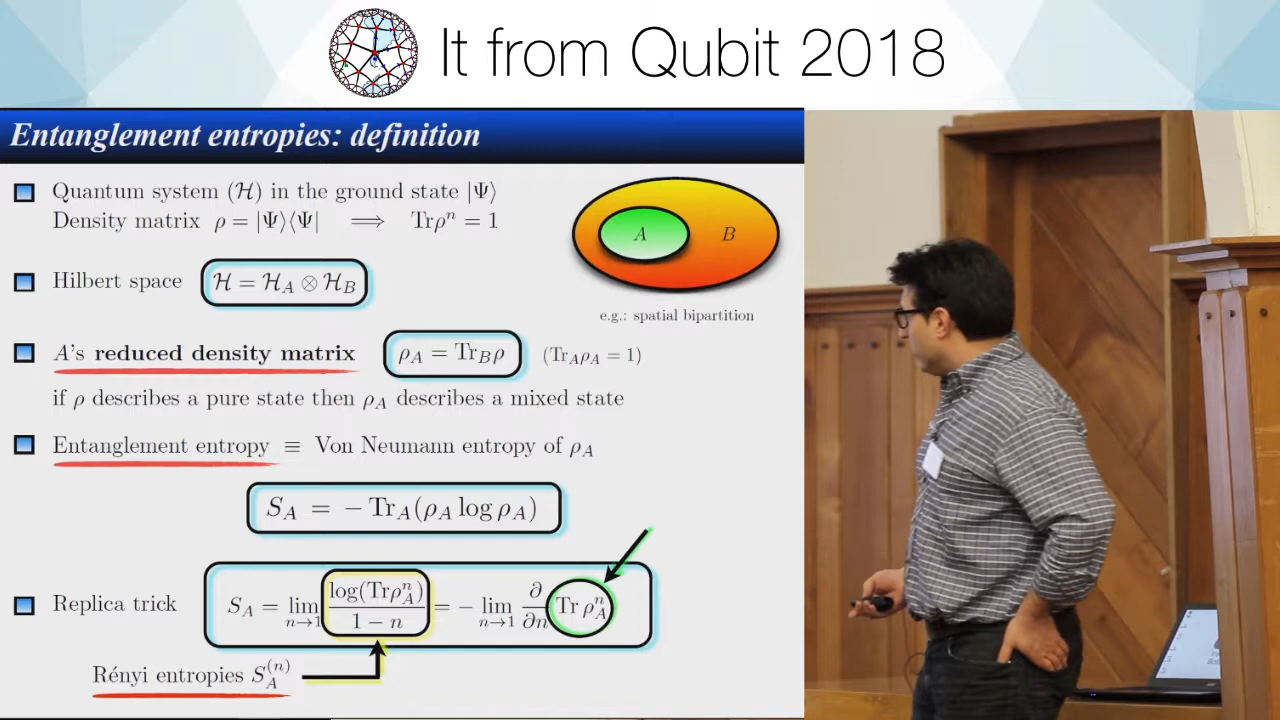 It from Qubit 2018
Entanglement entropies: definition
Quantum system (ℋ) in the ground state |Ψ⟩
Density matrix ρ = |Ψ⟩⟨Ψ| ⟹ Trρⁿ = 1
A B
Hilbert space ℋ = ℋ_A ⊗ ℋ_B
e.g.: spatial bipartition
A's reduced density matrix ρ_A = Tr_B ρ (Tr_A ρ_A = 1)
if ρ describes a pure state then ρ_A describes a mixed state
Entanglement entropy ≡ Von Neumann entropy of ρ_A
S_A = − Tr_A(ρ_A log ρ_A)
Replica trick S_A = lim_{n→1} log(Trρ_A^n) / (1 − n) = − lim_{n→1} ∂/∂n Tr ρ_A^n
Rényi entropies S_A^{(n)}